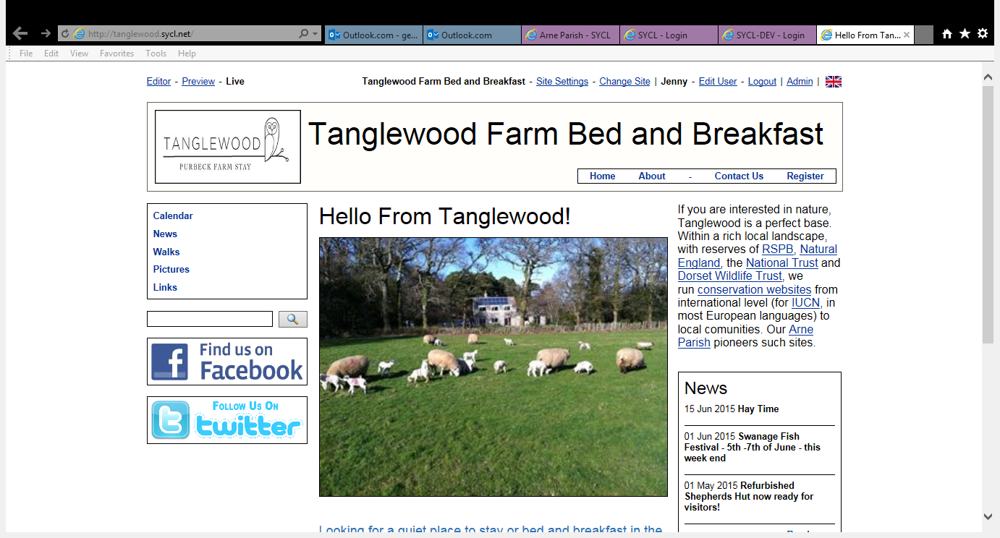 http://tanglewood.sycl.net/
Outlook.com - ge...
Outlook.com
Arne Parish - SYCL
SYCL - Login
SYCL-DEV - Login
Hello From Tan...
File Edit View Favorites Tools Help
Editor - Preview - Live
Tanglewood Farm Bed and Breakfast - Site Settings - Change Site | Jenny - Edit User - Logout | Admin |
TANGLEWOOD
PURBECK FARM STAY
Tanglewood Farm Bed and Breakfast
Home About - Contact Us Register
Calendar
News
Walks
Pictures
Links
Find us on
Facebook
FOLLOW US ON
twitter
Hello From Tanglewood!
Looking for a quiet place to stay or bed and breakfast in the
If you are interested in nature,
Tanglewood is a perfect base.
Within a rich local landscape,
with reserves of RSPB, Natural
England, the National Trust and
Dorset Wildlife Trust, we
run conservation websites from
international level (for IUCN, in
most European languages) to
local comunities. Our Arne
Parish pioneers such sites.
News
15 Jun 2015 Hay Time
01 Jun 2015 Swanage Fish
Festival - 5th -7th of June - this
week end
01 May 2015 Refurbished
Shepherds Hut now ready for
visitors!